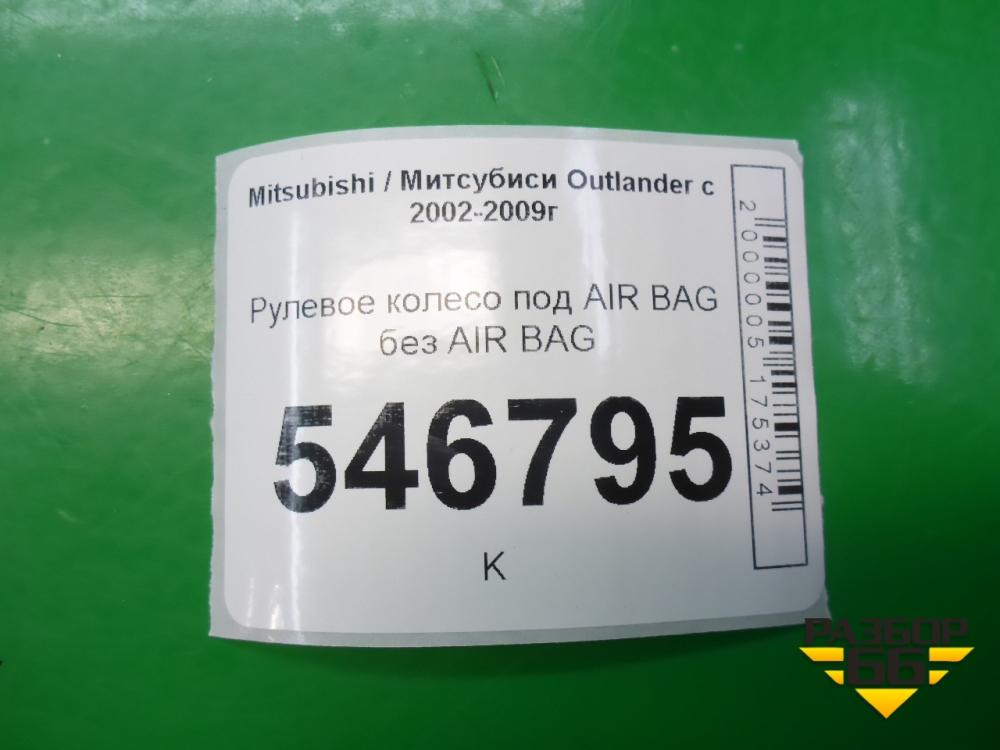 Mitsubishi / Митсубиси Outlander с
2002-2009г
Рулевое колесо под AIR BAG
без AIR BAG
546795
К
2000005175374
РАЗБОР
66